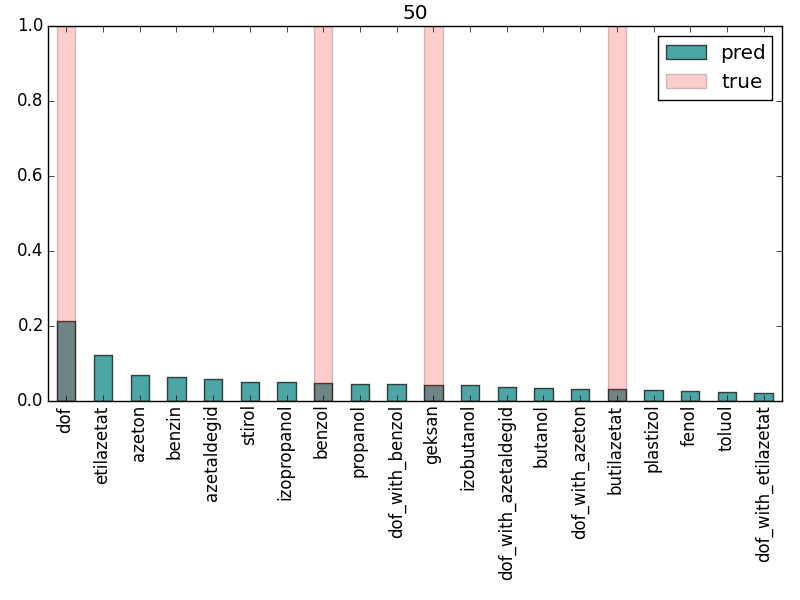 50
1.0
0.8
0.6
0.4
0.2
0.0
pred
true
dof
etilazetat
azeton
benzin
azetaldegid
stirol
izopropanol
benzol
propanol
dof_with_benzol
geksan
izobutanol
dof_with_azetaldegid
butanol
dof_with_azeton
butilazetat
plastizol
fenol
toluol
dof_with_etilazetat